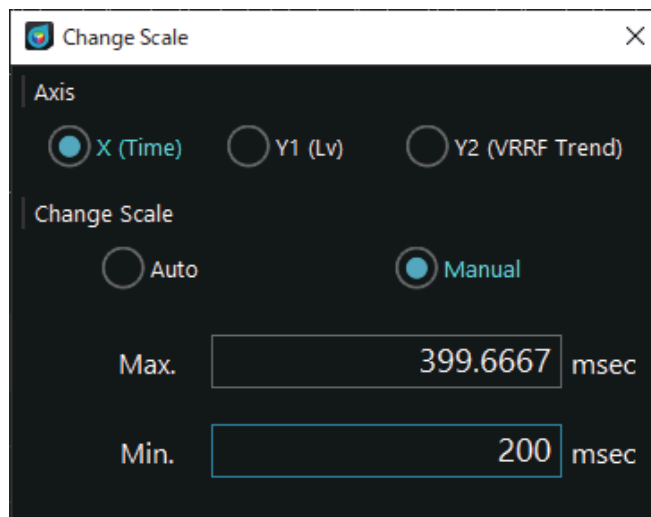 Change Scale
Axis
X (Time) Y1 (Lv) Y2 (VRRF Trend)
Change Scale
Auto Manual
Max. 399.6667 msec
Min. 200 msec